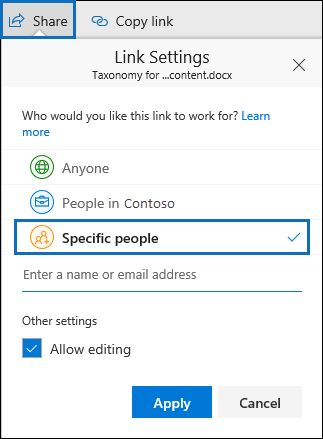 Share Copy link
Link Settings
Taxonomy for ...content.docx
Who would you like this link to work for? Learn
more
Anyone
People in Contoso
Specific people
Enter a name or email address
Other settings
Allow editing
Apply Cancel